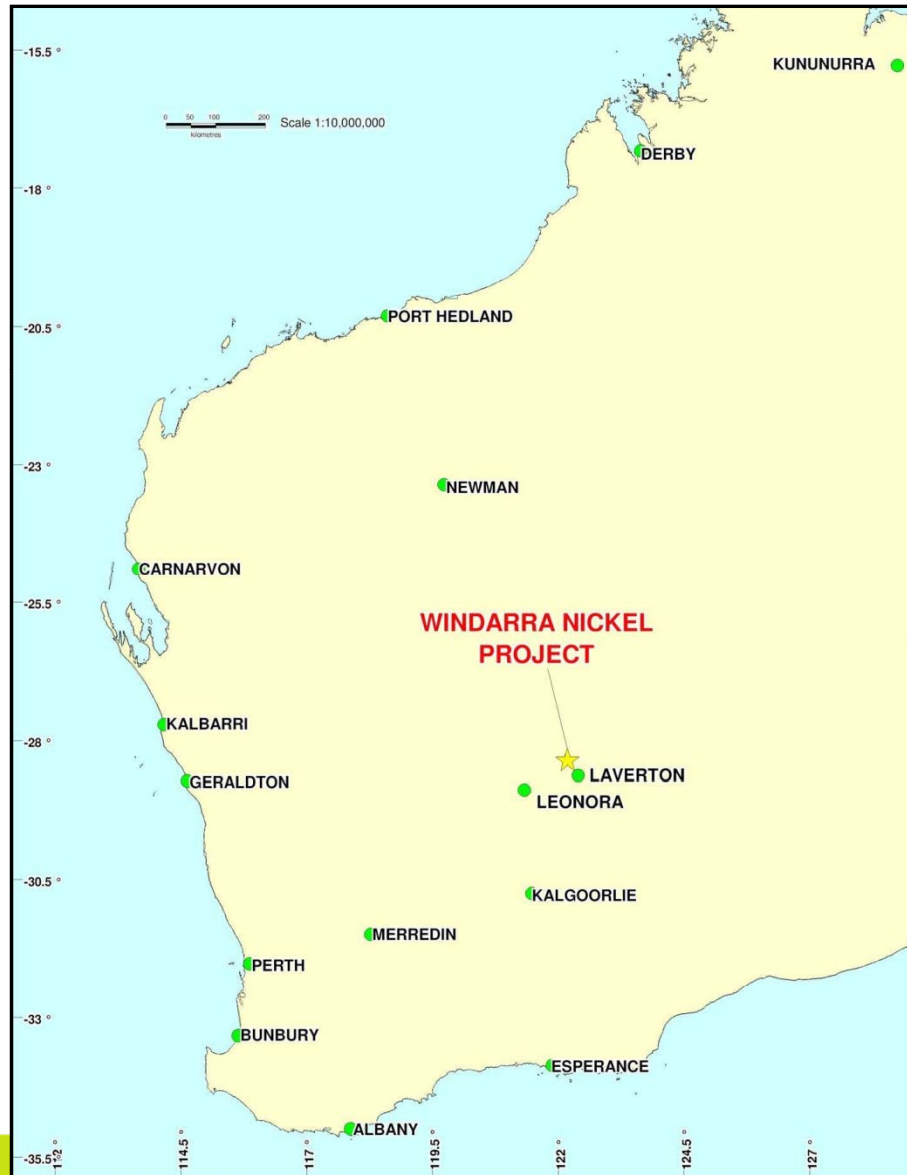 -15.5 °
KUNUNURRA
0 50 100 200
kilometres
Scale 1:10,000,000
DERBY
-18 °
-20.5 °
PORT HEDLAND
-23 °
NEWMAN
CARNARVON
-25.5 °
WINDARRA NICKEL
PROJECT
KALBARRI
-28 °
LAVERTON
GERALDTON
LEONORA
-30.5 °
KALGOORLIE
MERREDIN
PERTH
-33 °
BUNBURY
ESPERANCE
ALBANY
-35.5 °
112 °
114.5 °
117 °
119.5 °
122 °
124.5 °
127 °